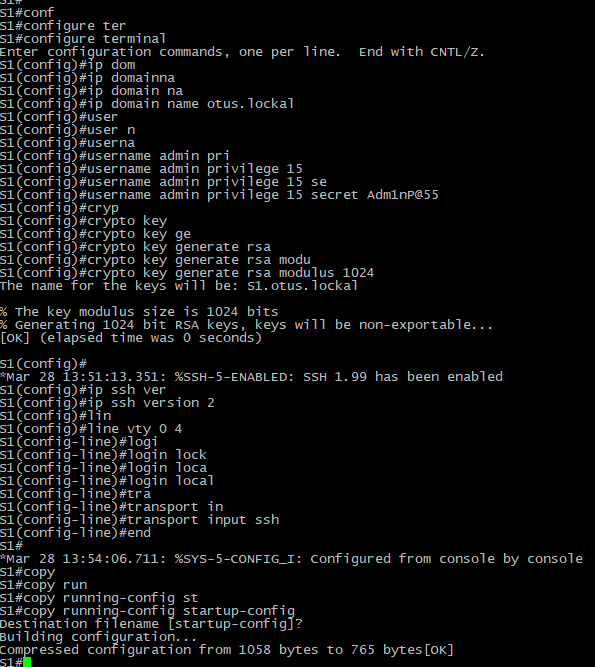 S1#
S1#conf
S1#configure ter
S1#configure terminal
Enter configuration commands, one per line.  End with CNTL/Z.
S1(config)#ip dom
S1(config)#ip domainna
S1(config)#ip domain na
S1(config)#ip domain name otus.lockal
S1(config)#user
S1(config)#user n
S1(config)#userna
S1(config)#username admin pri
S1(config)#username admin privilege 15
S1(config)#username admin privilege 15 se
S1(config)#username admin privilege 15 secret Adm1nP@55
S1(config)#cryp
S1(config)#crypto key
S1(config)#crypto key ge
S1(config)#crypto key generate rsa
S1(config)#crypto key generate rsa modu
S1(config)#crypto key generate rsa modulus 1024
The name for the keys will be: S1.otus.lockal
% The key modulus size is 1024 bits
% Generating 1024 bit RSA keys, keys will be non-exportable...
[OK] (elapsed time was 0 seconds)
S1(config)#
*Mar 28 13:51:13.351: %SSH-5-ENABLED: SSH 1.99 has been enabled
S1(config)#ip ssh ver
S1(config)#ip ssh version 2
S1(config)#lin
S1(config)#line vty 0 4
S1(config-line)#logi
S1(config-line)#login lock
S1(config-line)#login loca
S1(config-line)#login local
S1(config-line)#tra
S1(config-line)#transport in
S1(config-line)#transport input ssh
S1(config-line)#end
S1#
*Mar 28 13:54:06.711: %SYS-5-CONFIG_I: Configured from console by console
S1#copy
S1#copy run
S1#copy running-config st
S1#copy running-config startup-config
Destination filename [startup-config]?
Building configuration...
Compressed configuration from 1058 bytes to 765 bytes[OK]
S1#